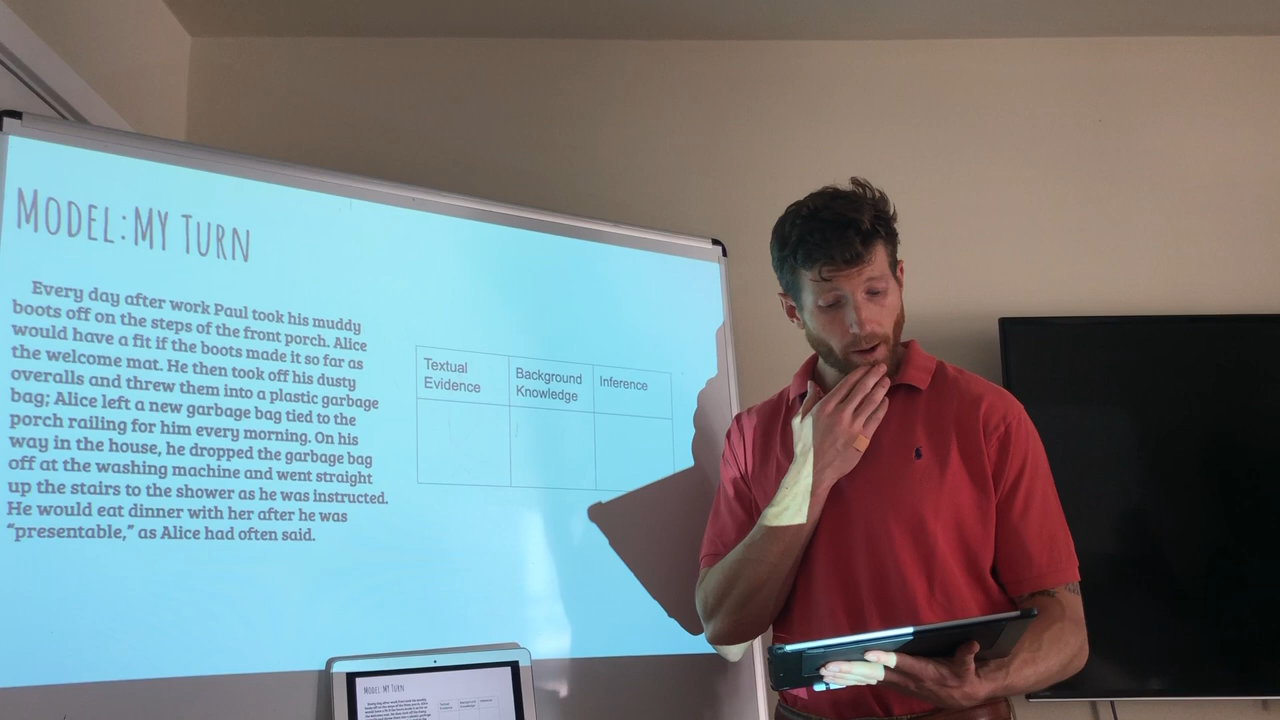 MODEL: MY TURN
Every day after work Paul took his muddy
boots off on the steps of the front porch. Alice
would have a fit if the boots made it so far as
the welcome mat. He then took off his dusty
overalls and threw them into a plastic garbage
bag; Alice left a new garbage bag tied to the
porch railing for him every morning. On his
way in the house, he dropped the garbage bag
off at the washing machine and went straight
up the stairs to the shower as he was instructed.
He would eat dinner with her after he was
“presentable,” as Alice had often said.
Textual
Evidence
Background
Knowledge
Inference
MODEL: MY TURN